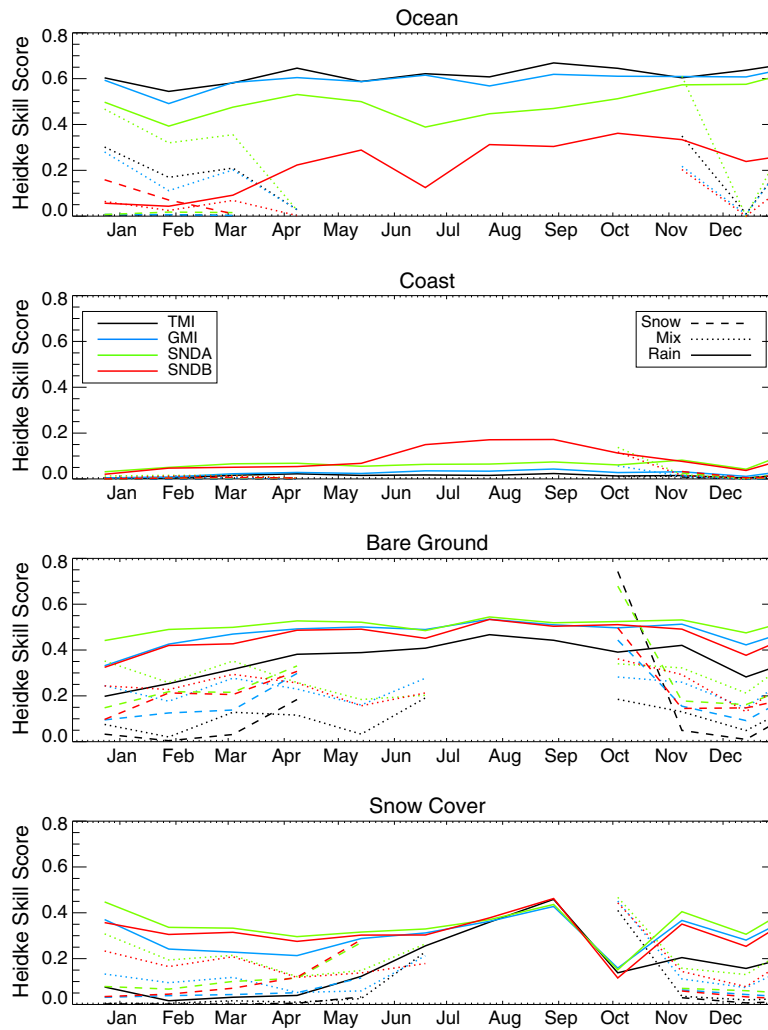 Ocean
0.8
0.6
0.4
0.2
0.0
Heidke Skill Score
Jan Feb Mar Apr May Jun Jul Aug Sep Oct Nov Dec
Coast
0.8
0.6
0.4
0.2
0.0
Heidke Skill Score
TMI
GMI
SNDA
SNDB
Snow
Mix
Rain
Jan Feb Mar Apr May Jun Jul Aug Sep Oct Nov Dec
Bare Ground
0.8
0.6
0.4
0.2
0.0
Heidke Skill Score
Jan Feb Mar Apr May Jun Jul Aug Sep Oct Nov Dec
Snow Cover
0.8
0.6
0.4
0.2
0.0
Heidke Skill Score
Jan Feb Mar Apr May Jun Jul Aug Sep Oct Nov Dec